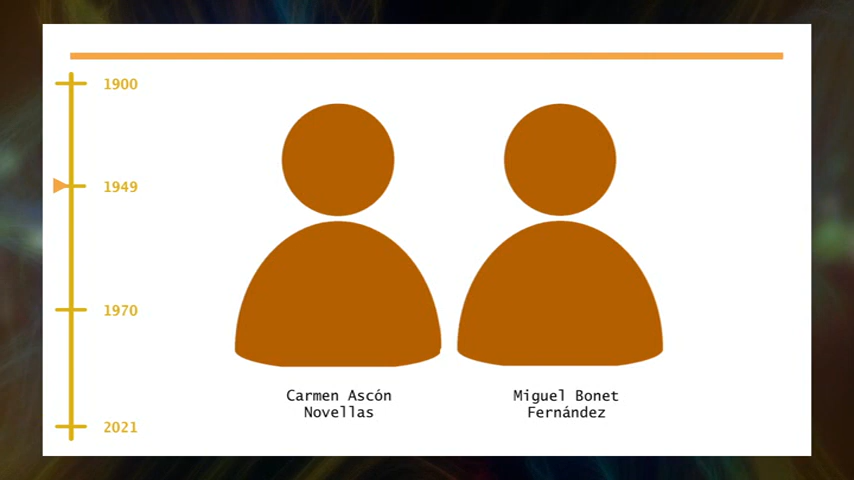 1900
1949
1970
2021
Carmen Ascón
Novellas
Miguel Bonet
Fernández